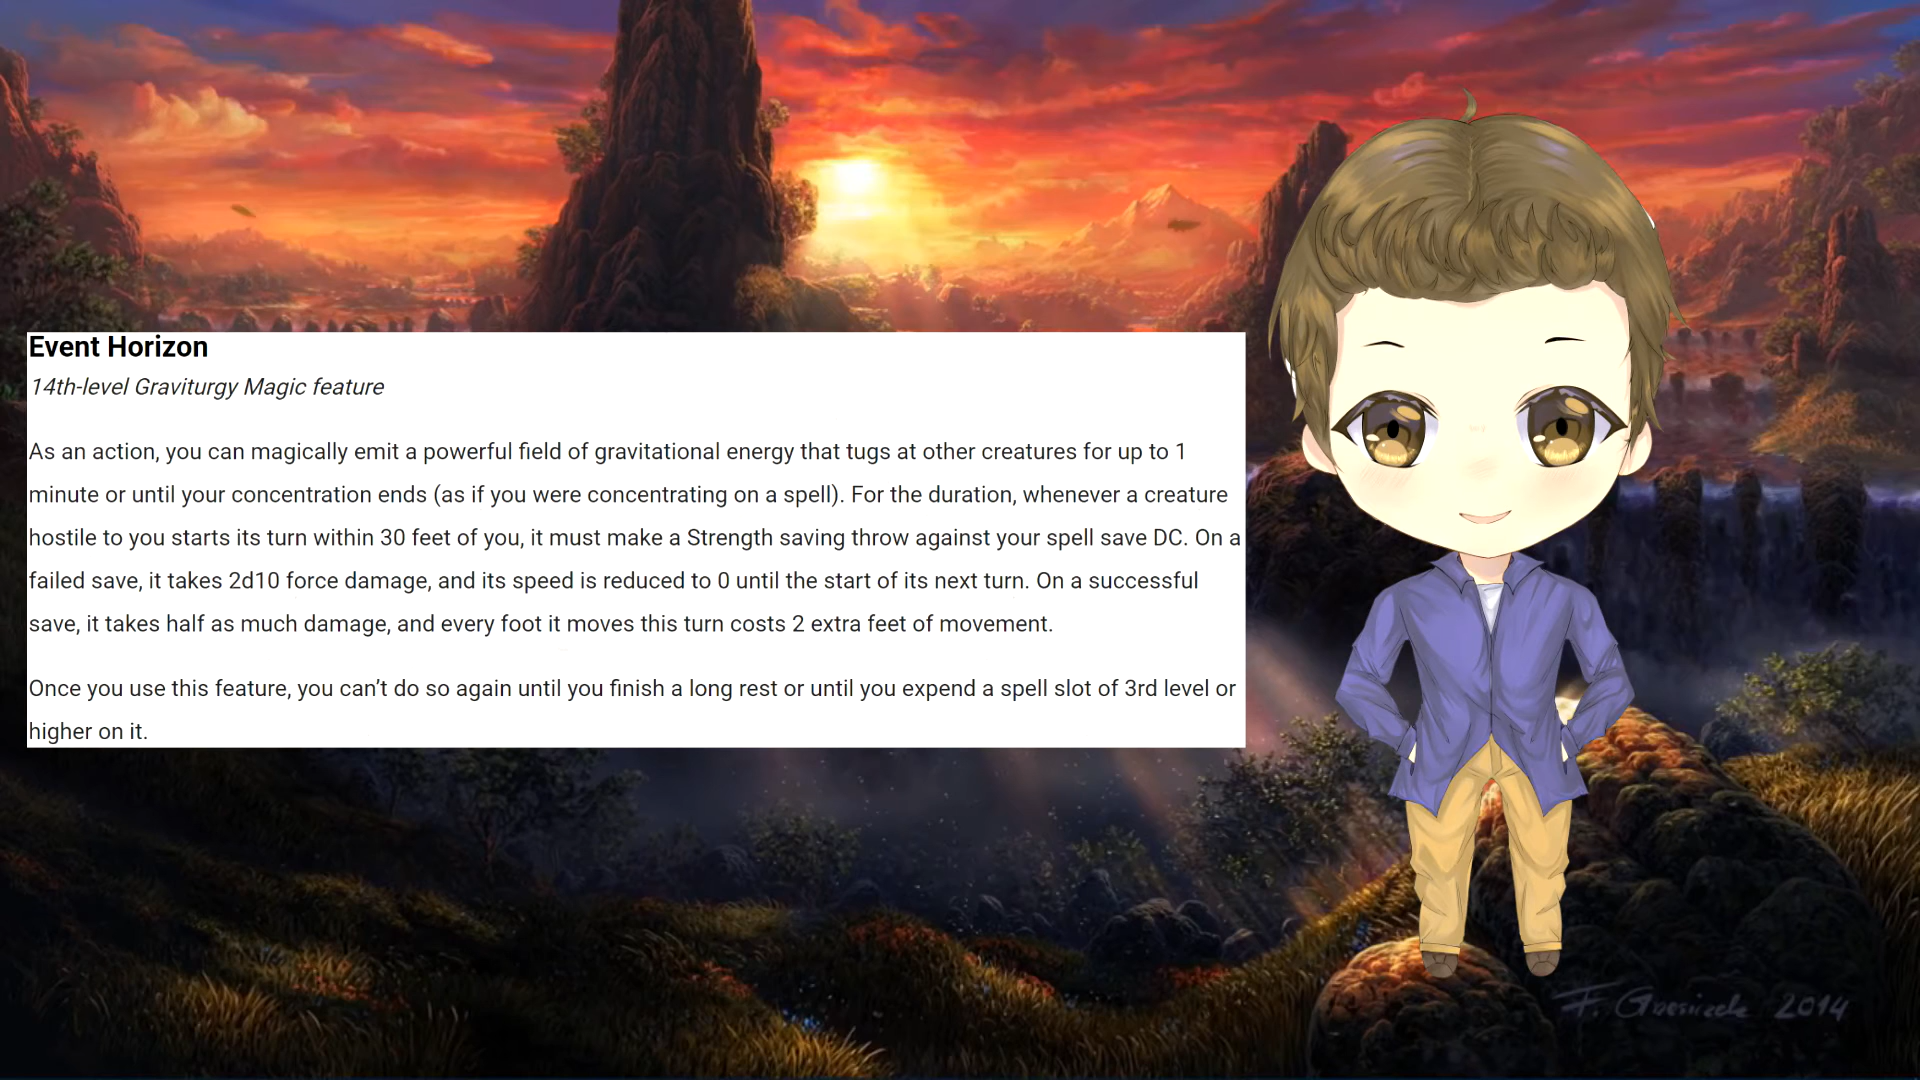 Event Horizon
14th-level Graviturgy Magic feature
As an action, you can magically emit a powerful field of gravitational energy that tugs at other creatures for up to 1
minute or until your concentration ends (as if you were concentrating on a spell). For the duration, whenever a creature
hostile to you starts its turn within 30 feet of you, it must make a Strength saving throw against your spell save DC. On a
failed save, it takes 2d10 force damage, and its speed is reduced to 0 until the start of its next turn. On a successful
save, it takes half as much damage, and every foot it moves this turn costs 2 extra feet of movement.
Once you use this feature, you can’t do so again until you finish a long rest or until you expend a spell slot of 3rd level or
higher on it.
F. 2014